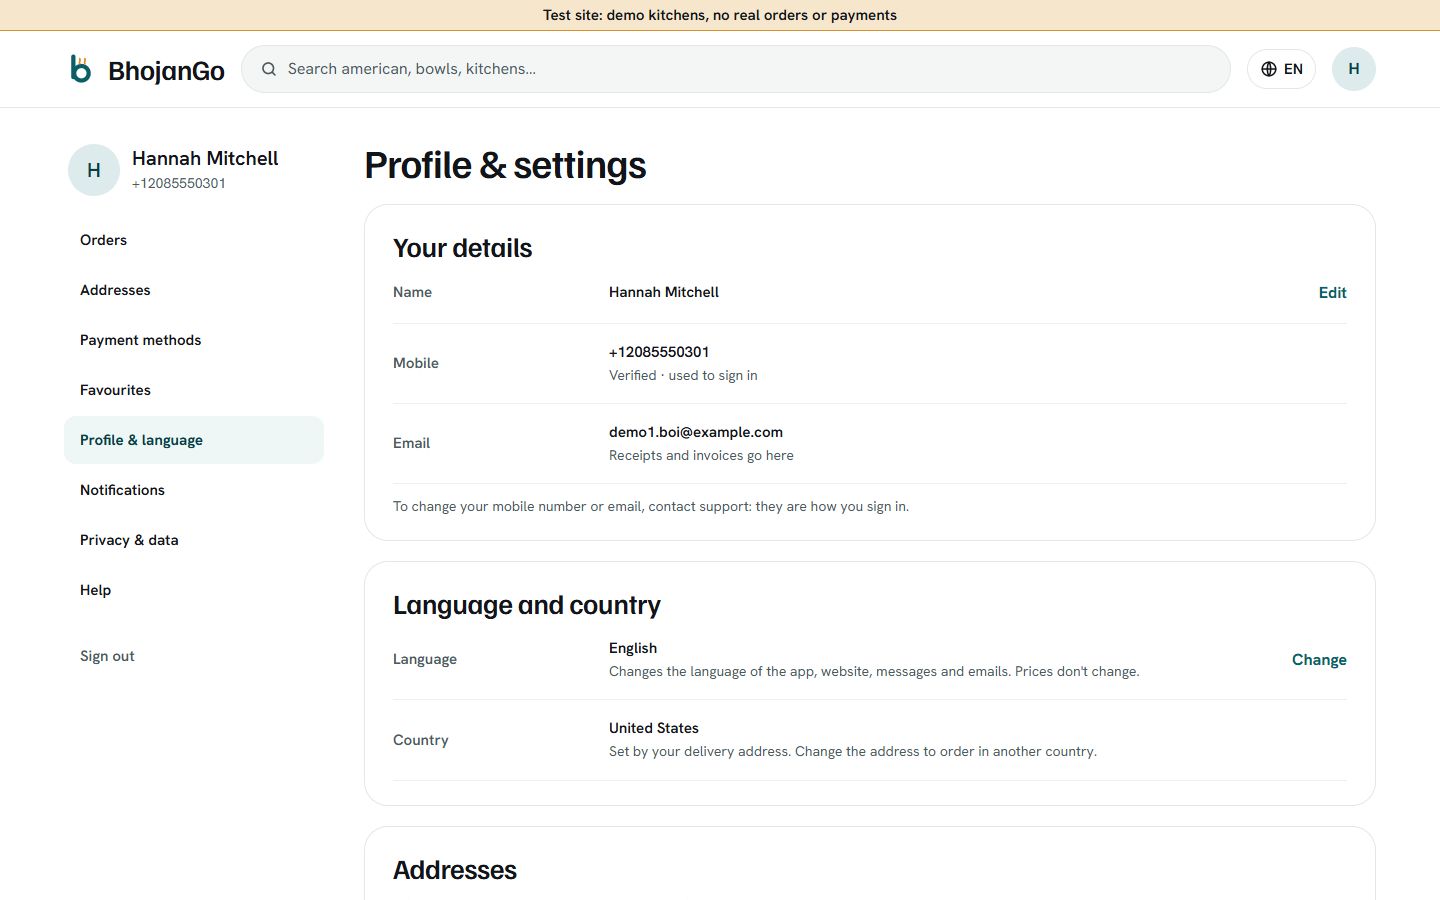 Test site: demo kitchens, no real orders or payments
BhojanGo
Search american, bowls, kitchens...
EN
H
H
Hannah Mitchell
+12085550301
Orders
Addresses
Payment methods
Favourites
Profile & language
Notifications
Privacy & data
Help
Sign out
Profile & settings
Your details
Name
Hannah Mitchell
Edit
Mobile
+12085550301
Verified · used to sign in
Email
demo1.boi@example.com
Receipts and invoices go here
To change your mobile number or email, contact support: they are how you sign in.
Language and country
Language
English
Changes the language of the app, website, messages and emails. Prices don't change.
Change
Country
United States
Set by your delivery address. Change the address to order in another country.
Addresses